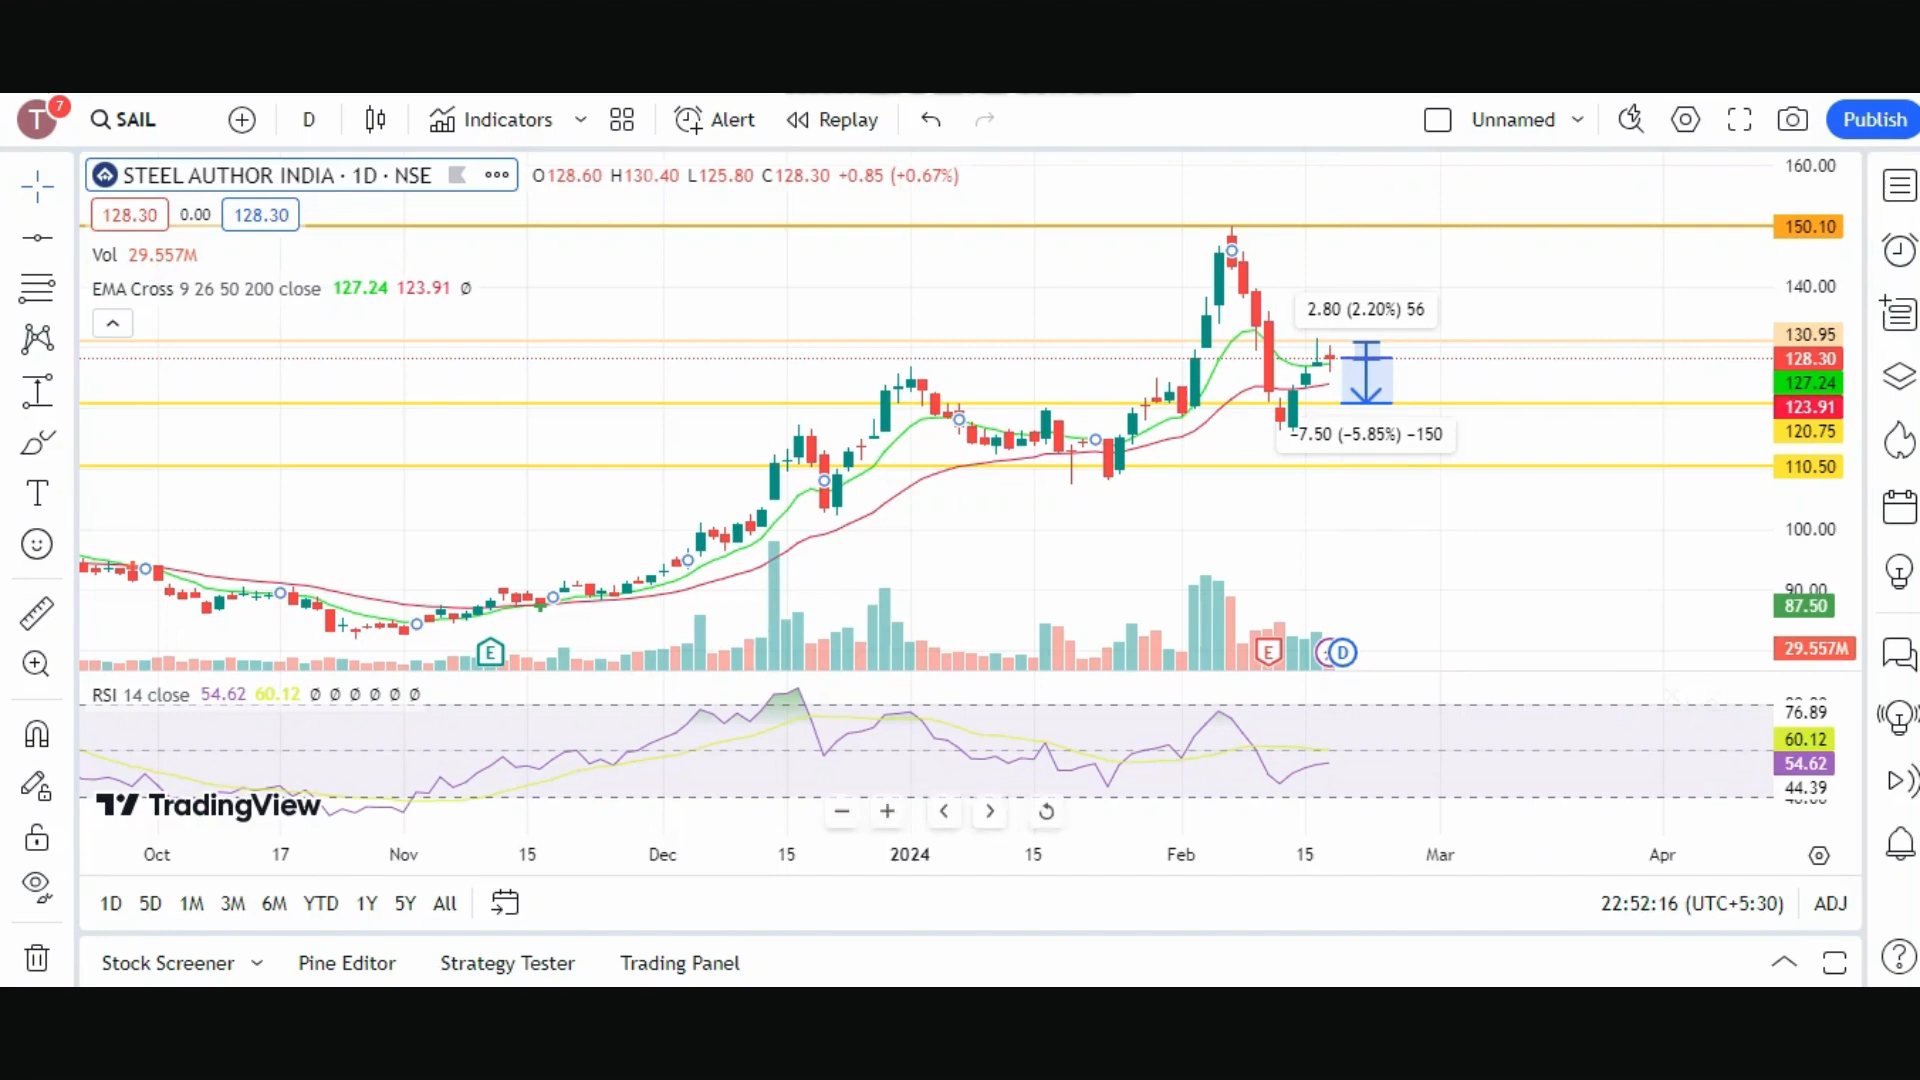 T 7 SAIL D Indicators Alert Replay Unnamed Publish
STEEL AUTHOR INDIA · 1D · NSE O128.60 H130.40 L125.80 C128.30 +0.85 (+0.67%)
128.30 0.00 128.30
Vol 29.557M
EMA Cross 9 26 50 200 close 127.24 123.91 Ø
160.00
150.10
140.00
2.80 (2.20%) 56
130.95
128.30
127.24
123.91
120.75
−7.50 (−5.85%) −150
110.50
100.00
90.00
87.50
29.557M
E E D
RSI 14 close 54.62 60.12 Ø Ø Ø Ø Ø Ø
76.89
60.12
54.62
44.39
TradingView
Oct 17 Nov 15 Dec 15 2024 15 Feb 15 Mar Apr
1D 5D 1M 3M 6M YTD 1Y 5Y All 22:52:16 (UTC+5:30) ADJ
Stock Screener Pine Editor Strategy Tester Trading Panel